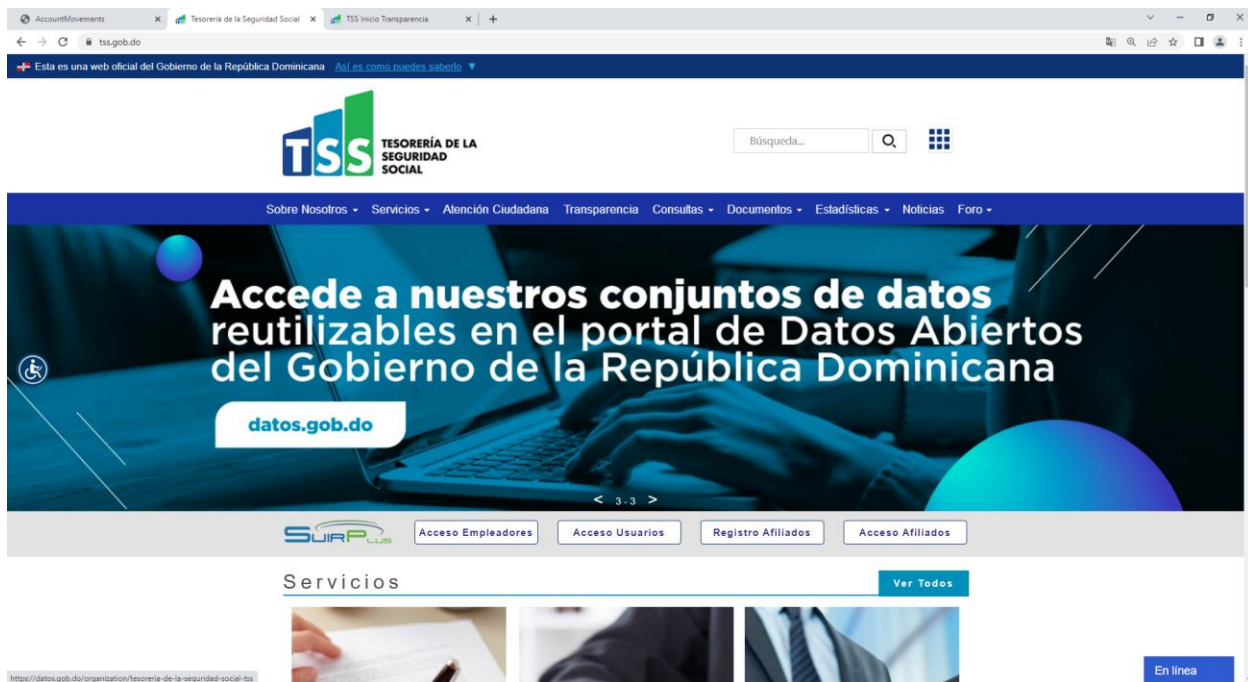 AccountMovements
Tesorería de la Seguridad Social
TSS Inicio Transparencia
tss.gob.do
Esta es una web oficial del Gobierno de la República Dominicana Así es como puedes saberlo
TSS
TESORERÍA DE LA
SEGURIDAD
SOCIAL
Búsqueda...
Sobre Nosotros Servicios Atención Ciudadana Transparencia Consultas Documentos Estadísticas Noticias Foro
Accede a nuestros conjuntos de datos
reutilizables en el portal de Datos Abiertos
del Gobierno de la República Dominicana
datos.gob.do
< 3-3 >
SUIRPLUS Acceso Empleadores Acceso Usuarios Registro Afiliados Acceso Afiliados
Servicios Ver Todos
En línea
https://datos.gob.do/organization/tesoreria-de-la-seguridad-social-tss